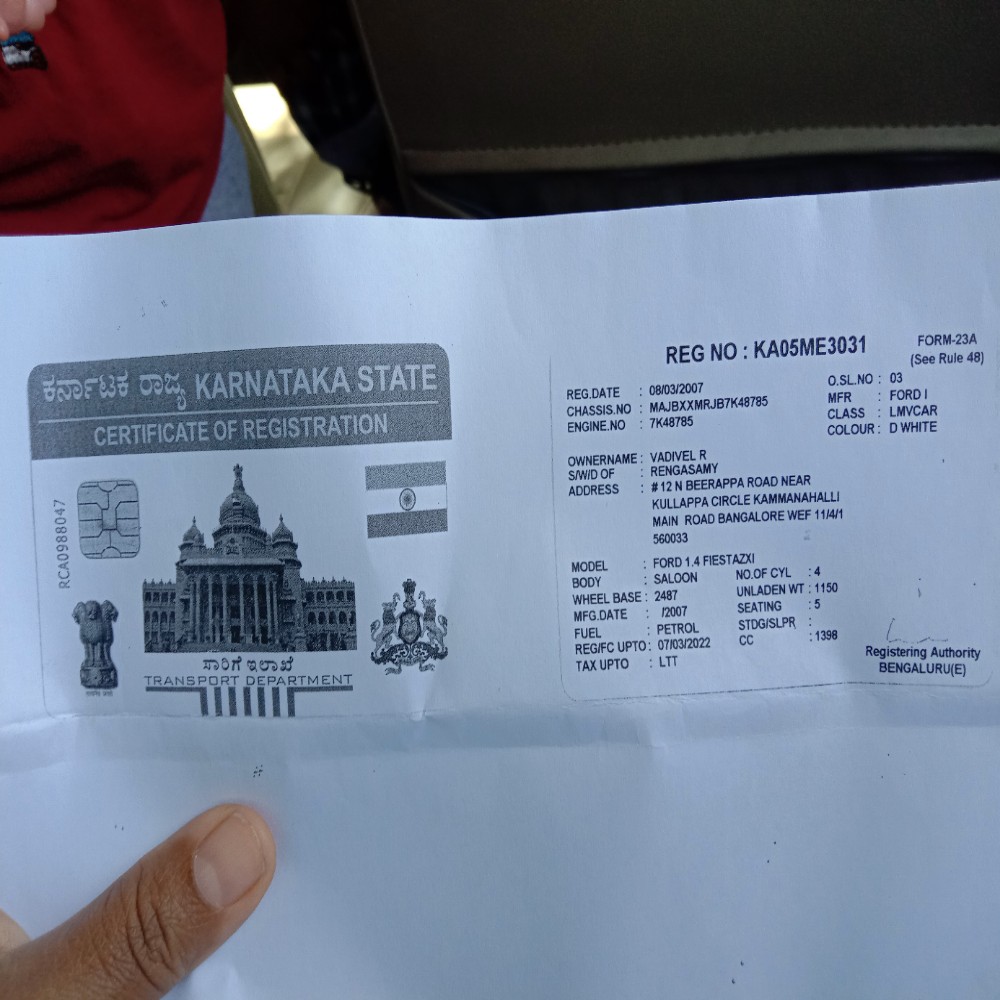 ಕರ್ನಾಟಕ ರಾಜ್ಯ KARNATAKA STATE
CERTIFICATE OF REGISTRATION
RCA0988047
ಸಾರಿಗೆ ಇಲಾಖೆ
TRANSPORT DEPARTMENT
REG NO : KA05ME3031
FORM-23A
(See Rule 48)
REG.DATE : 08/03/2007
CHASSIS.NO : MAJBXXMRJB7K48785
ENGINE.NO : 7K48785
O.SL.NO : 03
MFR : FORD I
CLASS : LMVCAR
COLOUR : D WHITE
OWNERNAME : VADIVEL R
S/W/D OF : RENGASAMY
ADDRESS : # 12 N BEERAPPA ROAD NEAR
KULLAPPA CIRCLE KAMMANAHALLI
MAIN ROAD BANGALORE WEF 11/4/1
560033
MODEL : FORD 1.4 FIESTAZXI
BODY : SALOON
WHEEL BASE : 2487
MFG.DATE : /2007
FUEL : PETROL
REG/FC UPTO : 07/03/2022
TAX UPTO : LTT
NO.OF CYL : 4
UNLADEN WT : 1150
SEATING : 5
STDG/SLPR :
CC : 1398
Registering Authority
BENGALURU(E)